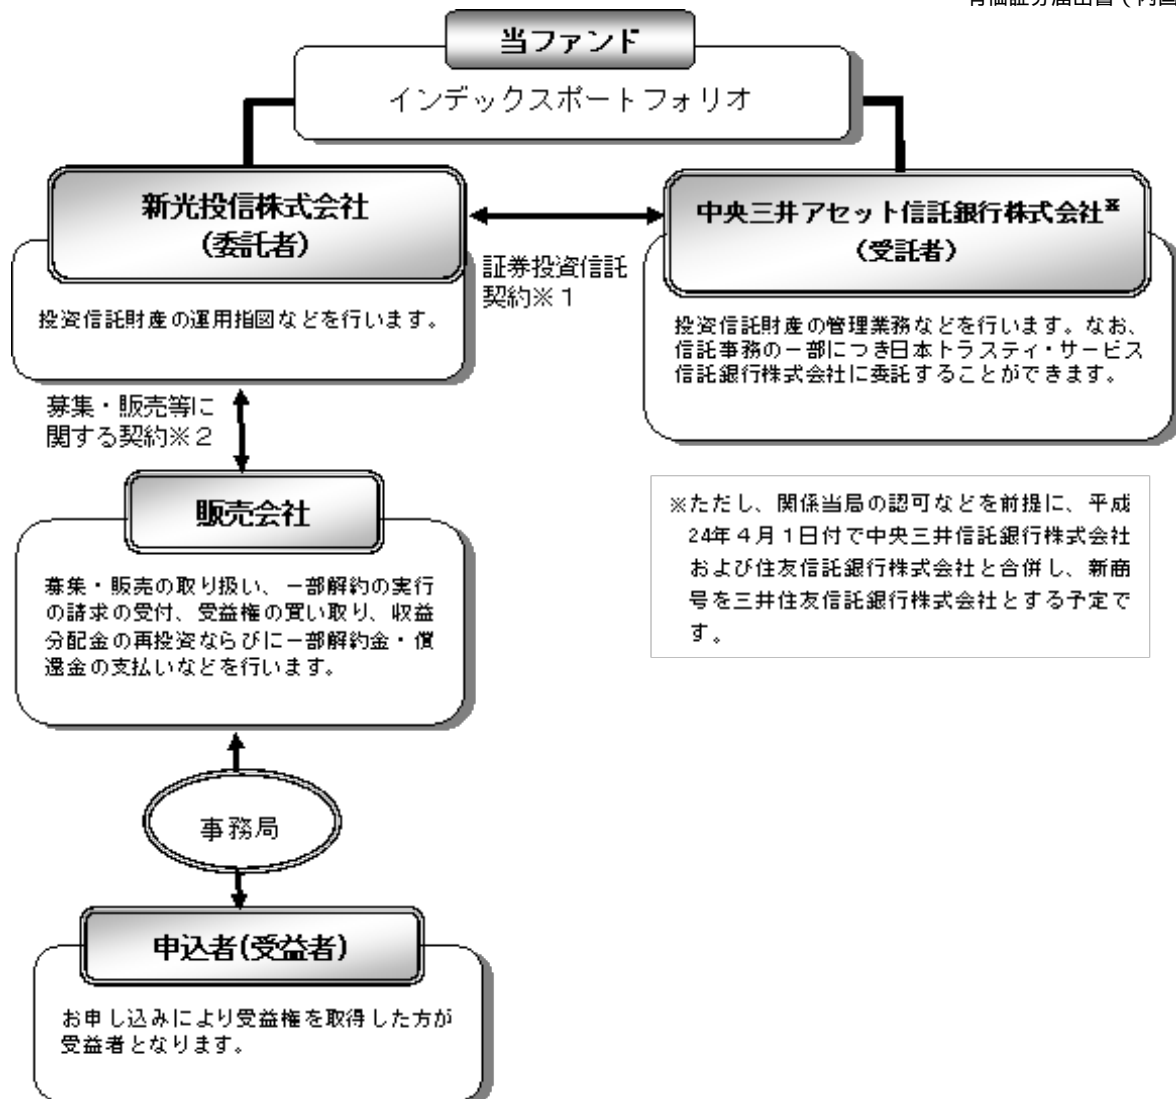 有価証券届出書（内国
当ファンド
インデックスポートフォリオ
新光投信株式会社
(委託者)
投資信託財産の運用指図などを行います。
証券投資信託
契約※１
中央三井アセット信託銀行株式会社※
(受託者)
投資信託財産の管理業務などを行います。なお、
信託事務の一部につき日本トラスティ・サービス
信託銀行株式会社に委託することができます。
募集・販売等に
関する契約※２
販売会社
募集・販売の取り扱い、一部解約の実行
の請求の受付、受益権の買い取り、収益
分配金の再投資ならびに一部解約金・償
還金の支払いなどを行います。
※ただし、関係当局の認可などを前提に、平成
24年４月１日付で中央三井信託銀行株式会社
および住友信託銀行株式会社と合併し、新商
号を三井住友信託銀行株式会社とする予定で
す。
事務局
申込者(受益者)
お申し込みにより受益権を取得した方が
受益者となります。